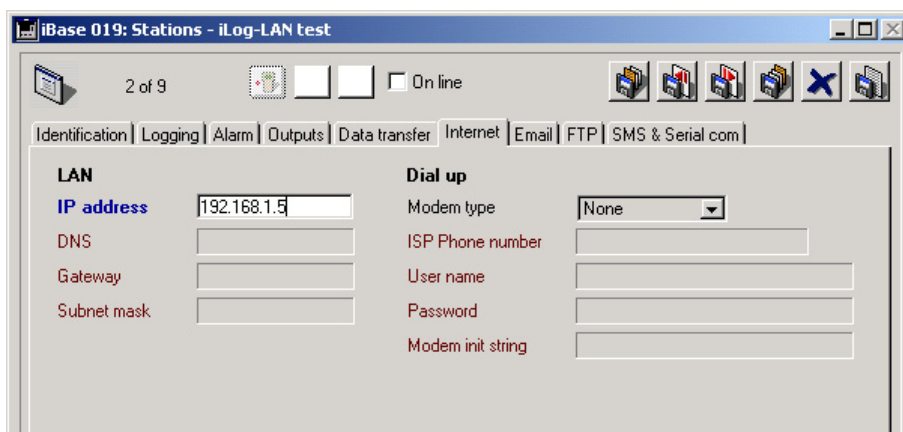 iBase 019: Stations - iLog-LAN test
2 of 9
On line
Identification Logging Alarm Outputs Data transfer Internet Email FTP SMS & Serial com
LAN Dial up
IP address 192.168.1.5 Modem type None
DNS ISP Phone number
Gateway User name
Subnet mask Password
Modem init string